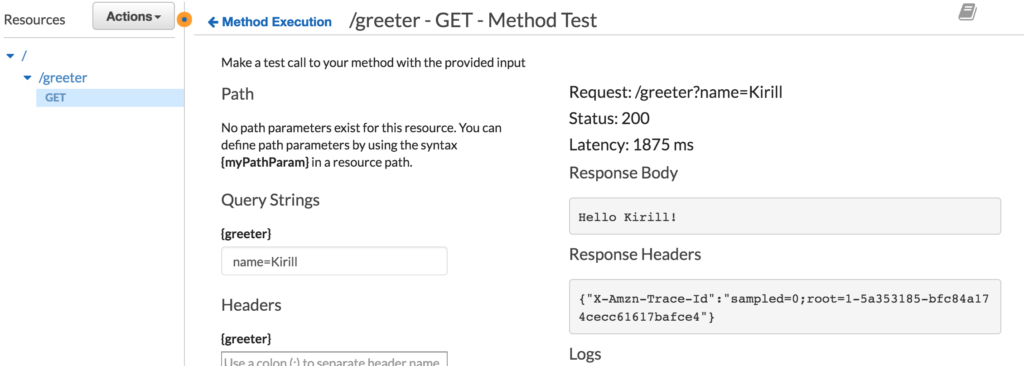 Resources
Actions
Method Execution
/greeter - GET - Method Test
/
/greeter
GET
Make a test call to your method with the provided input
Path
No path parameters exist for this resource. You can
define path parameters by using the syntax
{myPathParam} in a resource path.
Query Strings
{greeter}
name=Kirill
Headers
{greeter}
Use a colon (:) to separate header name
Request: /greeter?name=Kirill
Status: 200
Latency: 1875 ms
Response Body
Hello Kirill!
Response Headers
{"X-Amzn-Trace-Id":"sampled=0;root=1-5a353185-bfc84a17
4cecc61617bafce4"}
Logs